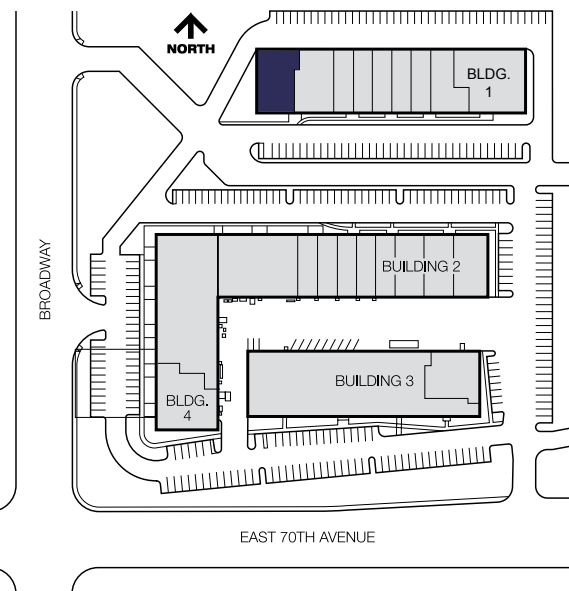 NORTH
BLDG.
1
BROADWAY
BUILDING 2
BUILDING 3
BLDG.
4
EAST 70TH AVENUE